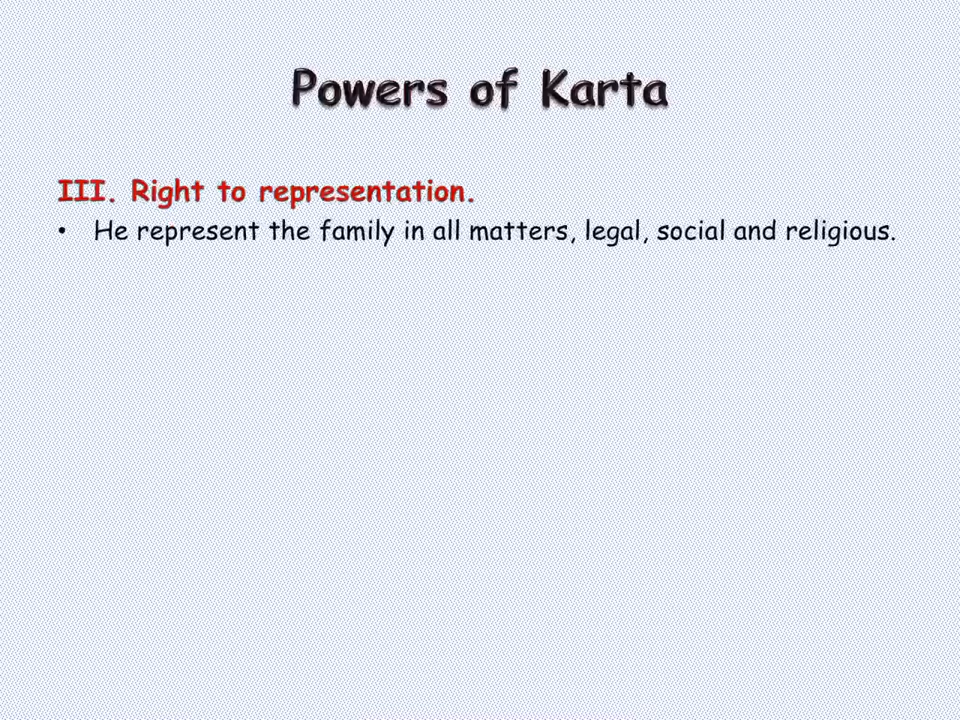 Powers of Karta
III. Right to representation.
• He represent the family in all matters, legal, social and religious.